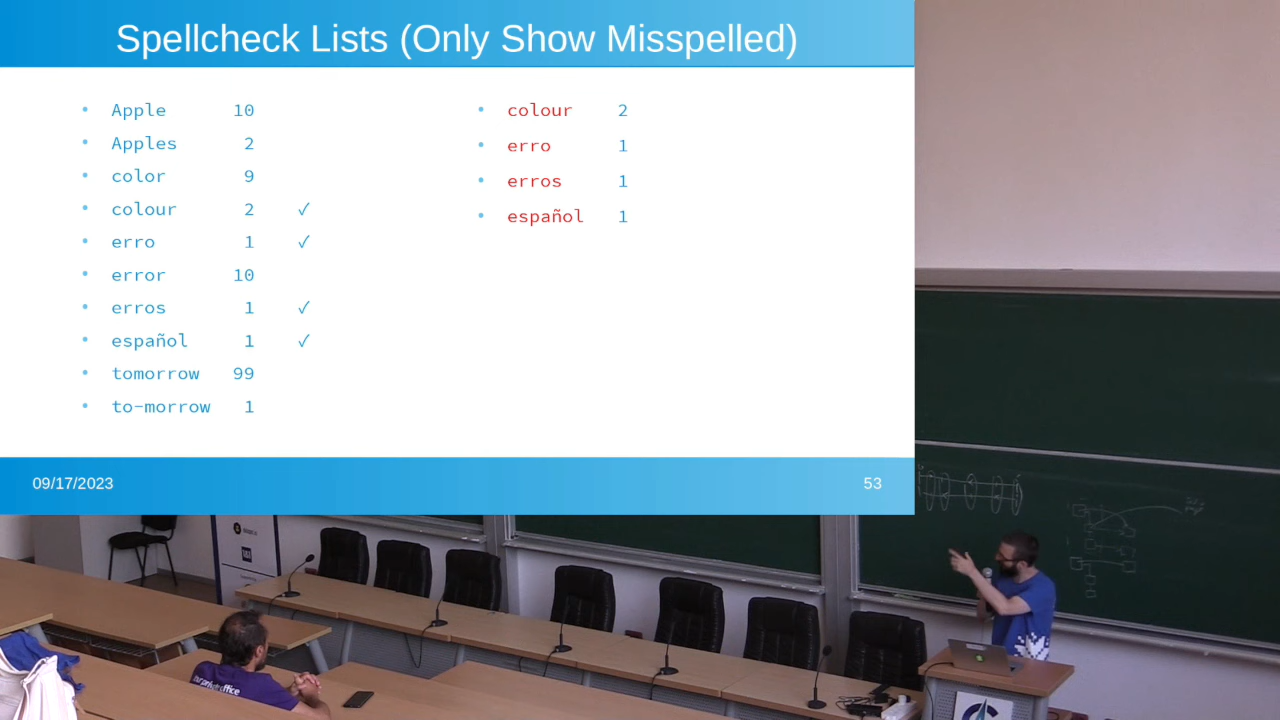 Spellcheck Lists (Only Show Misspelled)
• Apple 10
• Apples 2
• color 9
• colour 2 ✓
• erro 1 ✓
• error 10
• erros 1 ✓
• español 1 ✓
• tomorrow 99
• to-morrow 1
• colour 2
• erro 1
• erros 1
• español 1
09/17/2023
53